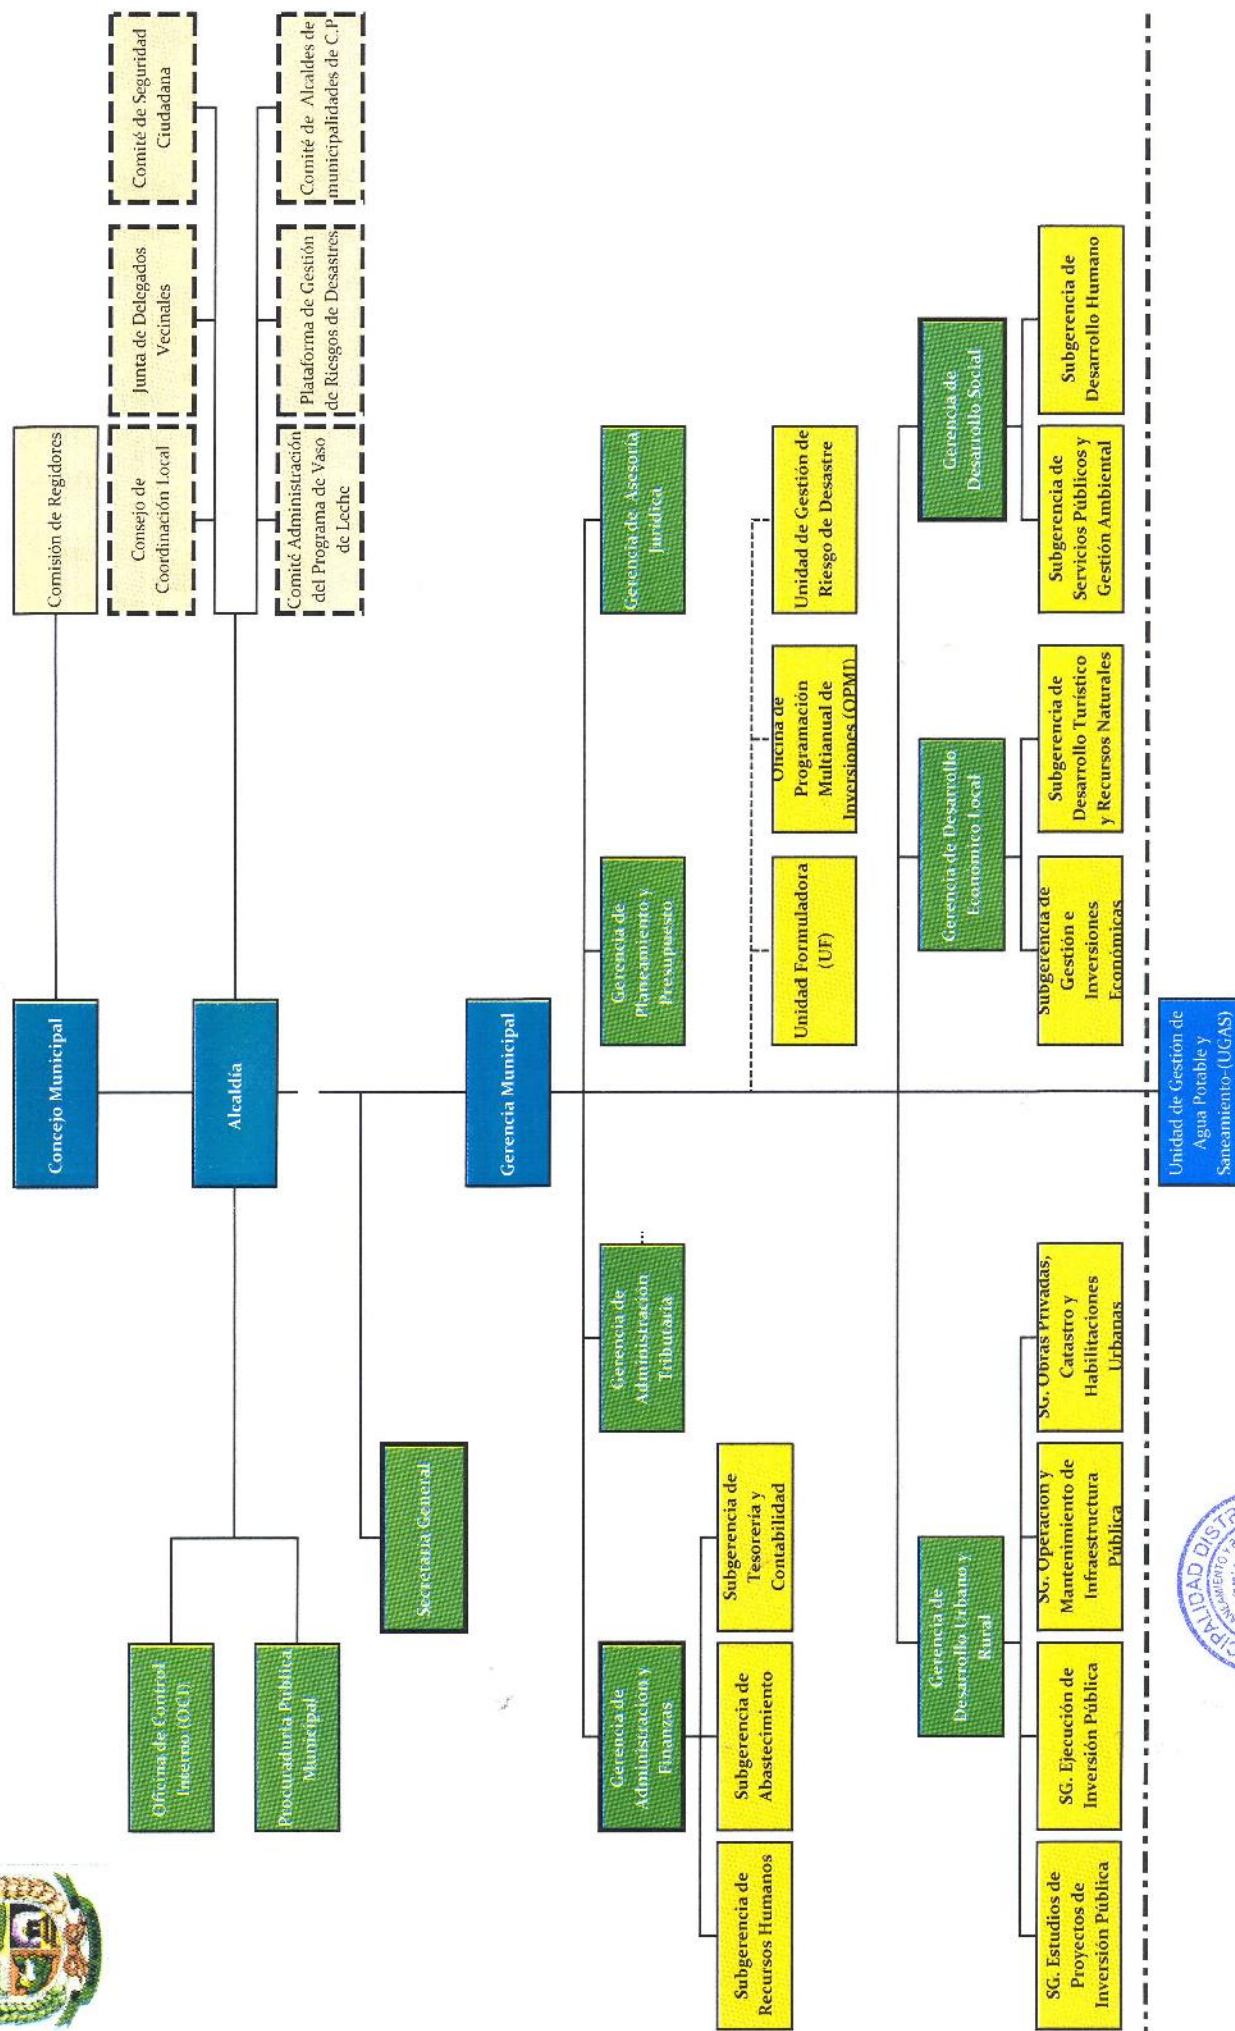 Concejo Municipal
Comisión de Regidores
Consejo de
Coordinación Local
Junta de Delegados
Vecinales
Comité de Seguridad
Ciudadana
Alcaldía
Comité Administración
del Programa de Vaso
de Leche
Plataforma de Gestión
de Riesgos de Desastres
Comité de Alcaldes de
municipalidades de C.P
Oficina de Control
Interno (OCI)
Procuraduria Publica
Municipal
Secretaria General
Gerencia Municipal
Gerencia de
Administración y
Finanzas
Gerencia de
Administración
Tributaria
Gerencia de
Planeamiento y
Presupuesto
Gerencia de Asesoria
Juridica
Subgerencia de
Recursos Humanos
Subgerencia de
Abastecimiento
Subgerencia de
Tesorería y
Contabilidad
Unidad Formuladora
(UF)
Oficina de
Programación
Multianual de
Inversiones (OPMI)
Unidad de Gestión de
Riesgo de Desastre
Gerencia de
Desarrollo Urbano y
Rural
Gerencia de Desarrollo
Económico Local
Gerencia de
Desarrollo Social
SG. Estudios de
Proyectos de
Inversión Pública
SG. Ejecución de
Inversión Pública
SG. Operacion y
Mantenimiento de
Infraestructura
Pública
SG. Obras Privadas,
Catastro y
Habilitaciones
Urbanas
Subgerencia de
Gestión e
Inversiones
Económicas
Subgerencia de
Desarrollo Turístico
y Recursos Naturales
Subgerencia de
Servicios Públicos y
Gestión Ambiental
Subgerencia de
Desarrollo Humano
Unidad de Gestión de
Agua Potable y
Saneamiento-(UGAS)
CIPALIDAD DISTR